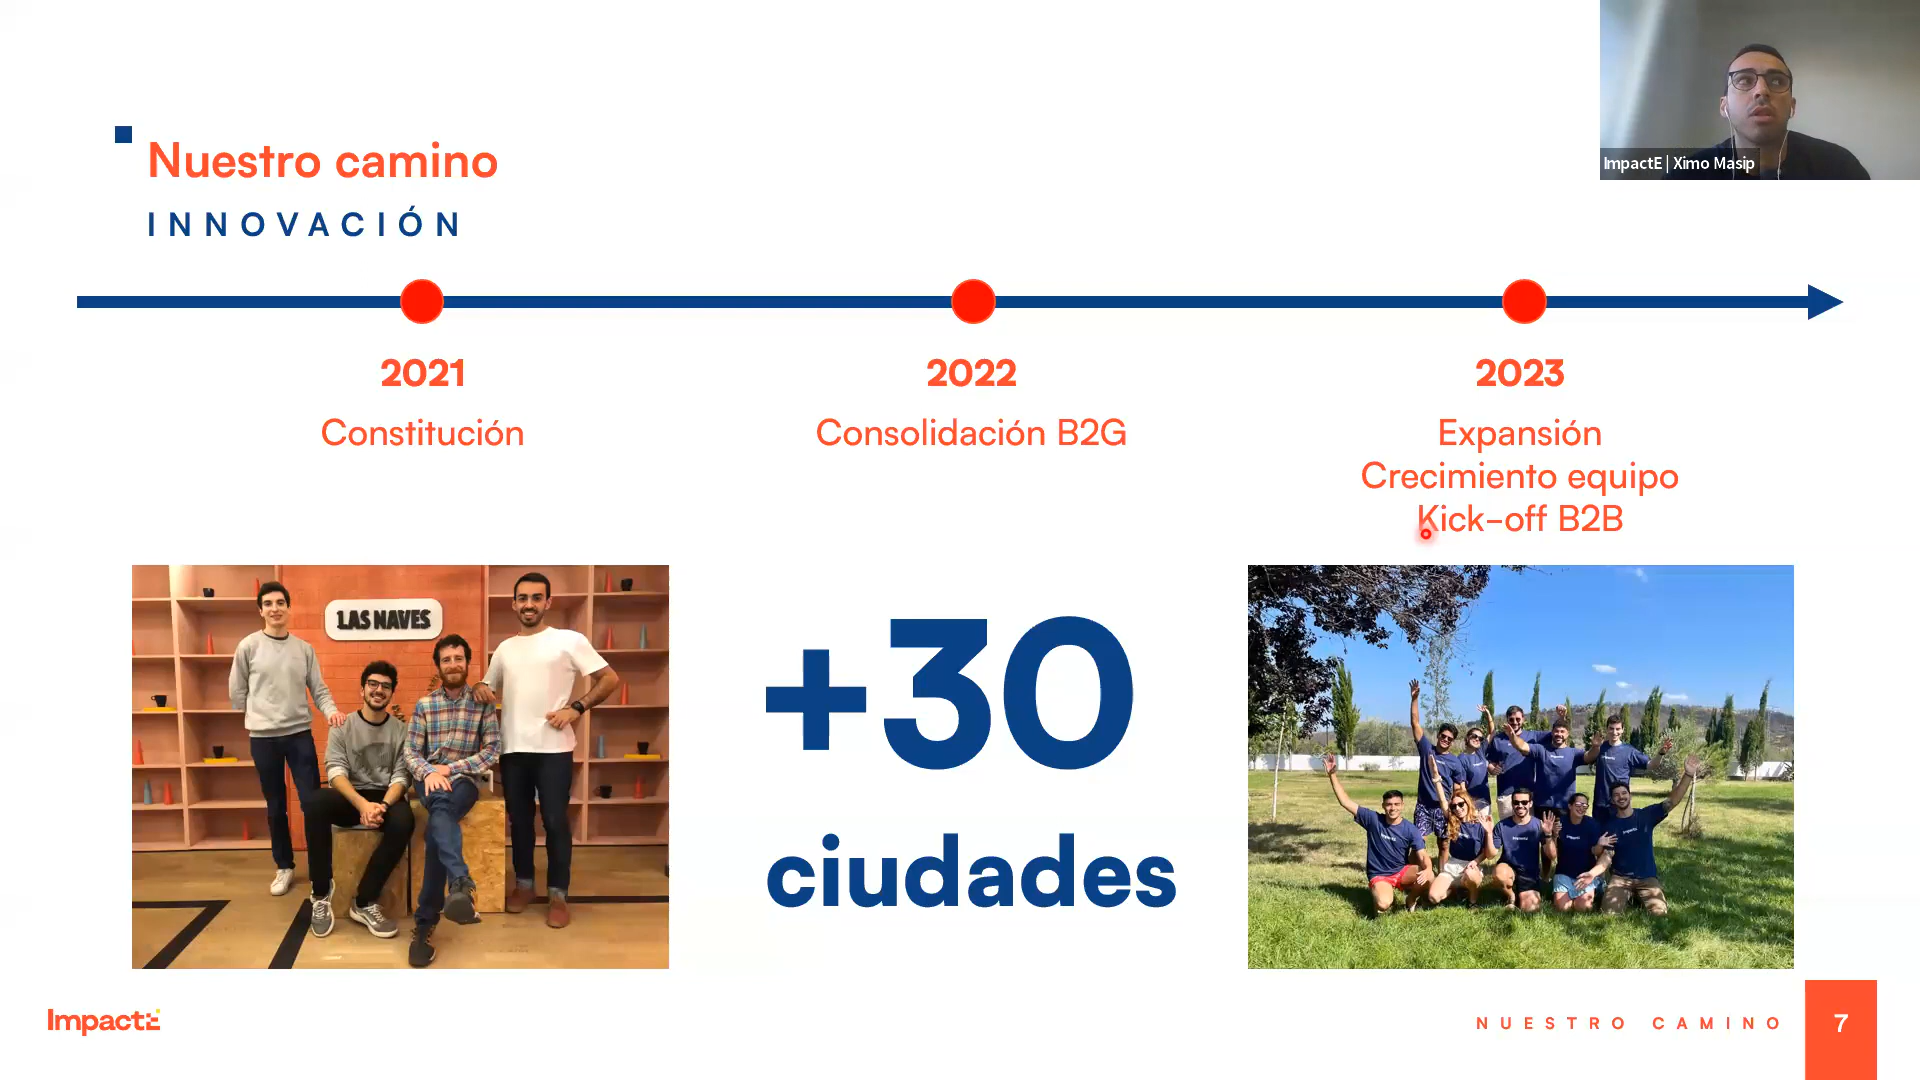 Nuestro camino
INNOVACIÓN
ImpactE | Ximo Masip
2021
Constitución
2022
Consolidación B2G
2023
Expansión
Crecimiento equipo
Kick-off B2B
LAS NAVES
+30
ciudades
ImpactE
NUESTRO CAMINO
7